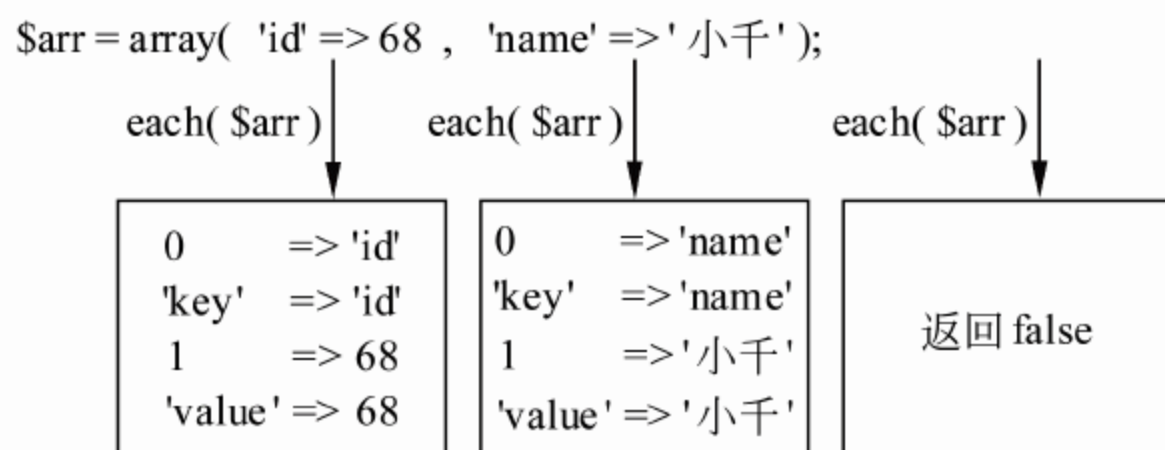 $arr = array( 'id' => 68 , 'name' => ' 小千 ' );
each( $arr ) each( $arr ) each( $arr )
0 => 'id'
'key' => 'id'
1 => 68
'value' => 68
0 => 'name'
'key' => 'name'
1 => ' 小千 '
'value' => ' 小千 '
返回 false